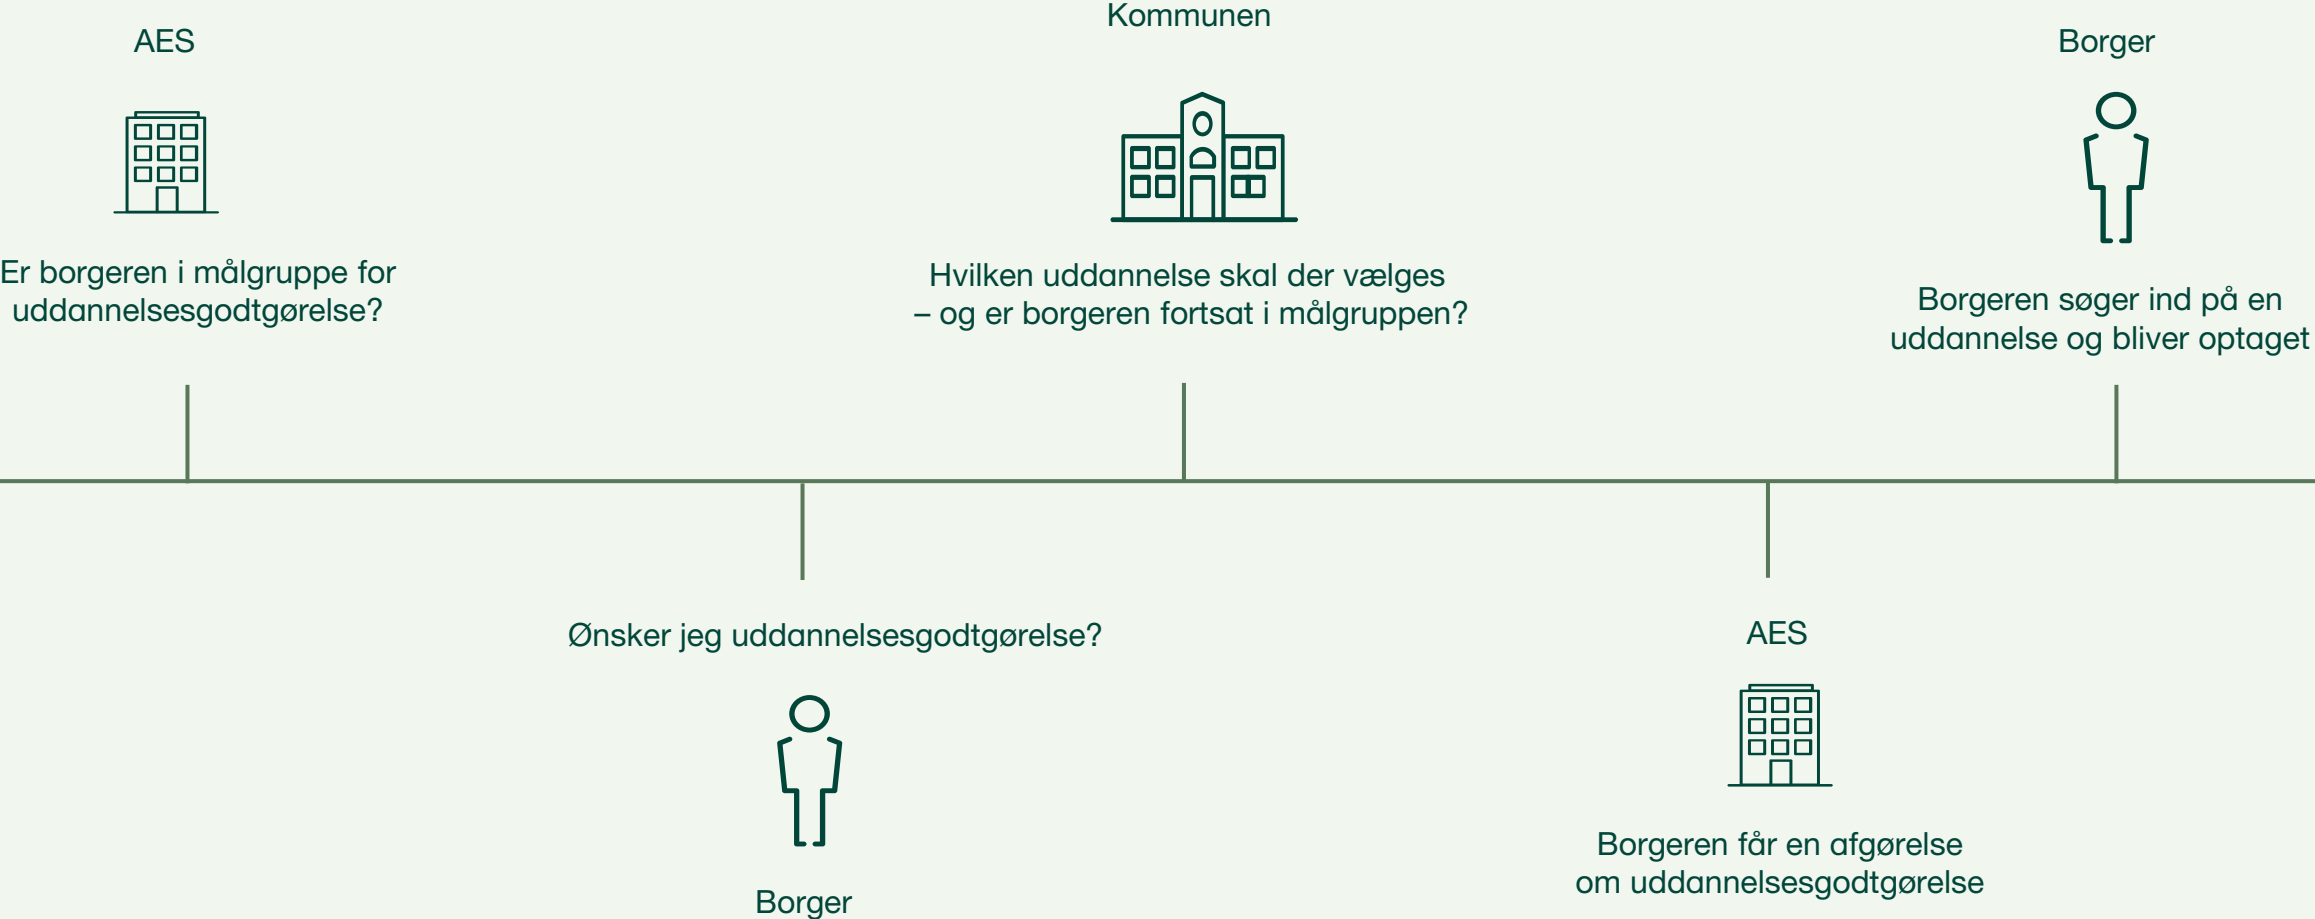 AES
Er borgeren i målgruppe for
uddannelsesgodtgørelse?
Ønsker jeg uddannelsesgodtgørelse?
Borger
Kommunen
Hvilken uddannelse skal der vælges
– og er borgeren fortsat i målgruppen?
AES
Borgeren får en afgørelse
om uddannelsesgodtgørelse
Borger
Borgeren søger ind på en
uddannelse og bliver optaget